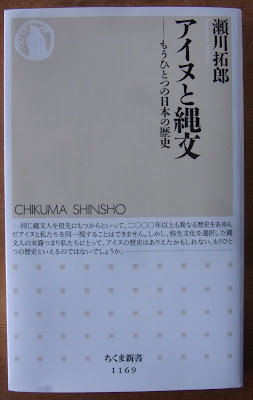 瀬川拓郎
アイヌと縄文
──もうひとつの日本の歴史
CHIKUMA SHINSHO
―同じ縄文人を祖先にもつからといって、二〇〇〇年以上も異なる歴史をあゆん
だアイヌと私たちを同一視することはできません。しかし、弥生文化を選択した縄
文人の末裔つまり私たちにとって、アイヌの歴史はありえたかもしれない、もうひ
とつの歴史といえるのではないでしょうか。
ちくま新書
1169